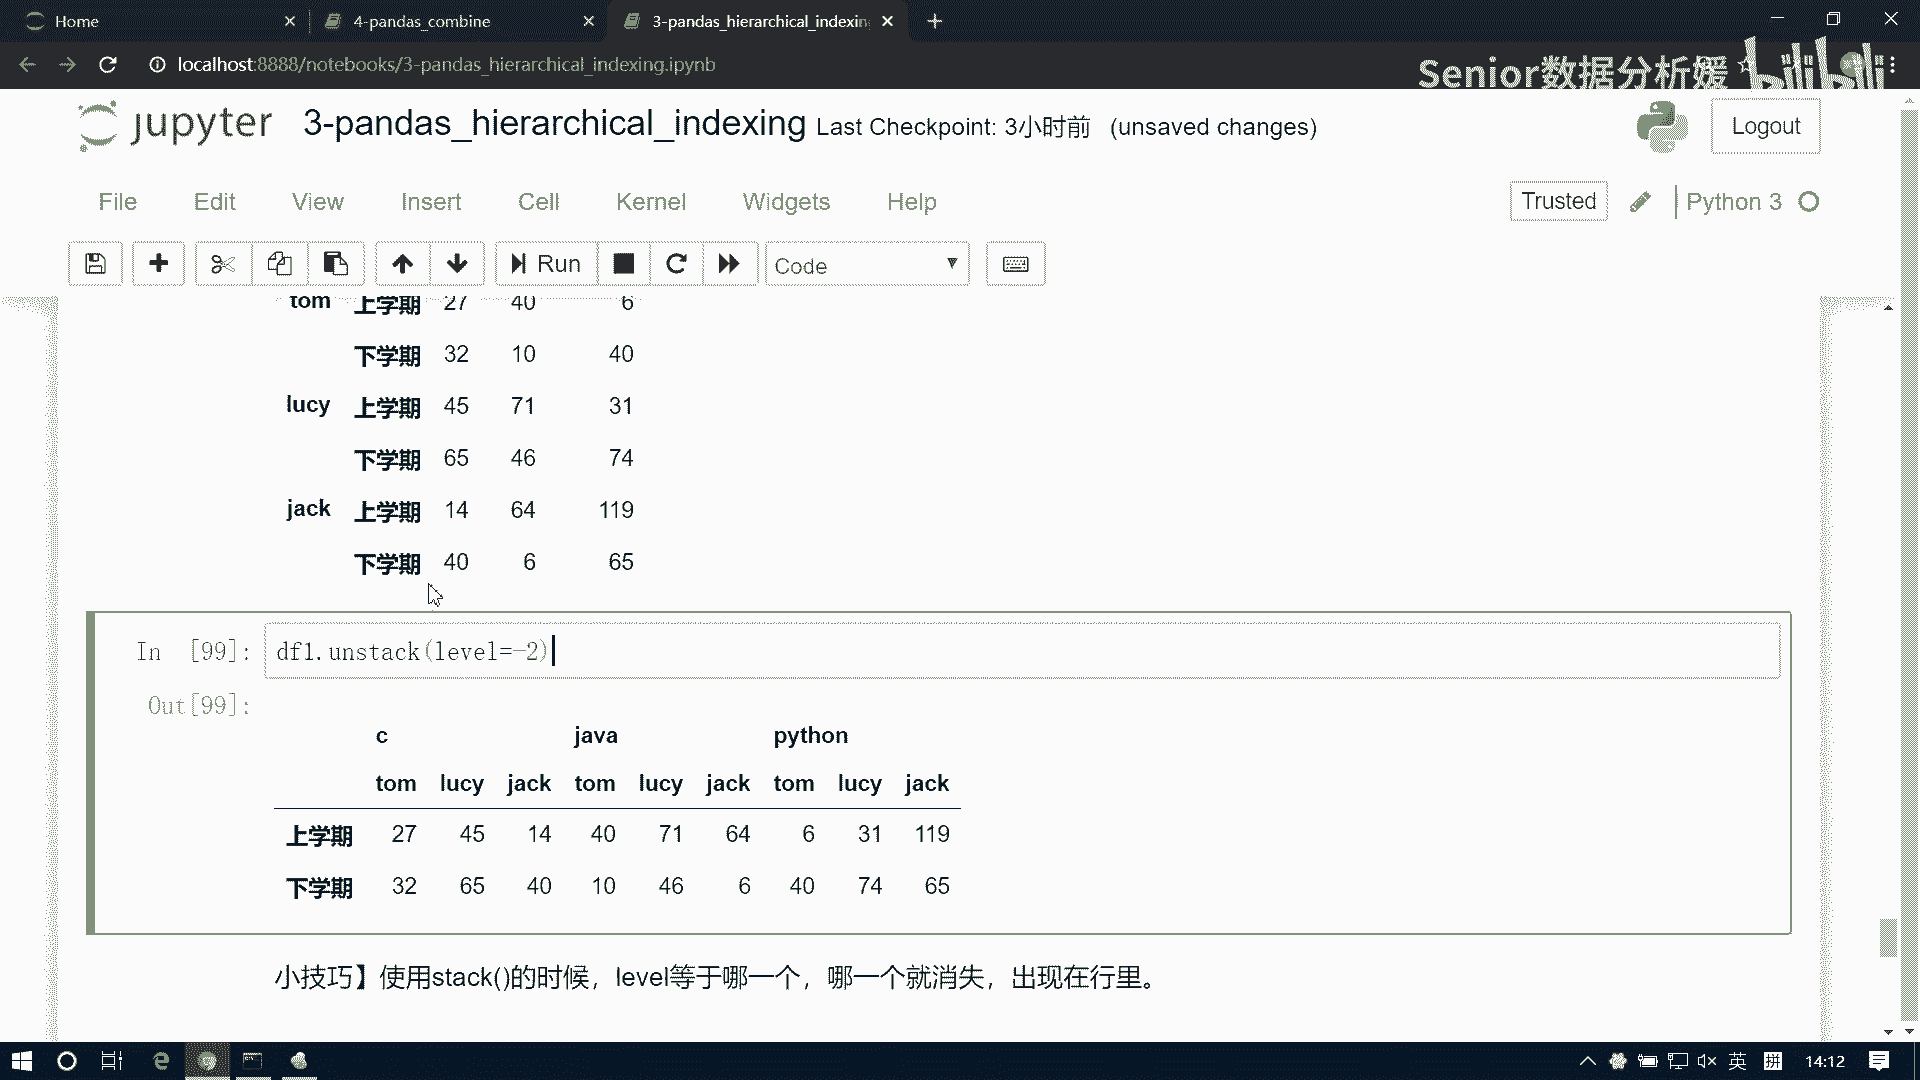 Home
4-pandas_combine
3-pandas_hierarchical_indexin
localhost:8888/notebooks/3-pandas_hierarchical_indexing.ipynb
Senior数据分析媛 bilibili
jupyter 3-pandas_hierarchical_indexing Last Checkpoint: 3小时前 (unsaved changes)
Logout
File Edit View Insert Cell Kernel Widgets Help
Trusted Python 3
Run Code
tom 上学期 27 40 6
下学期 32 10 40
lucy 上学期 45 71 31
下学期 65 46 74
jack 上学期 14 64 119
下学期 40 6 65
In [99]: df1.unstack(level=-2)
Out[99]:
c java python
tom lucy jack tom lucy jack tom lucy jack
上学期 27 45 14 40 71 64 6 31 119
下学期 32 65 40 10 46 6 40 74 65
小技巧】使用stack()的时候，level等于哪一个，哪一个就消失，出现在行里。
英 拼 14:12